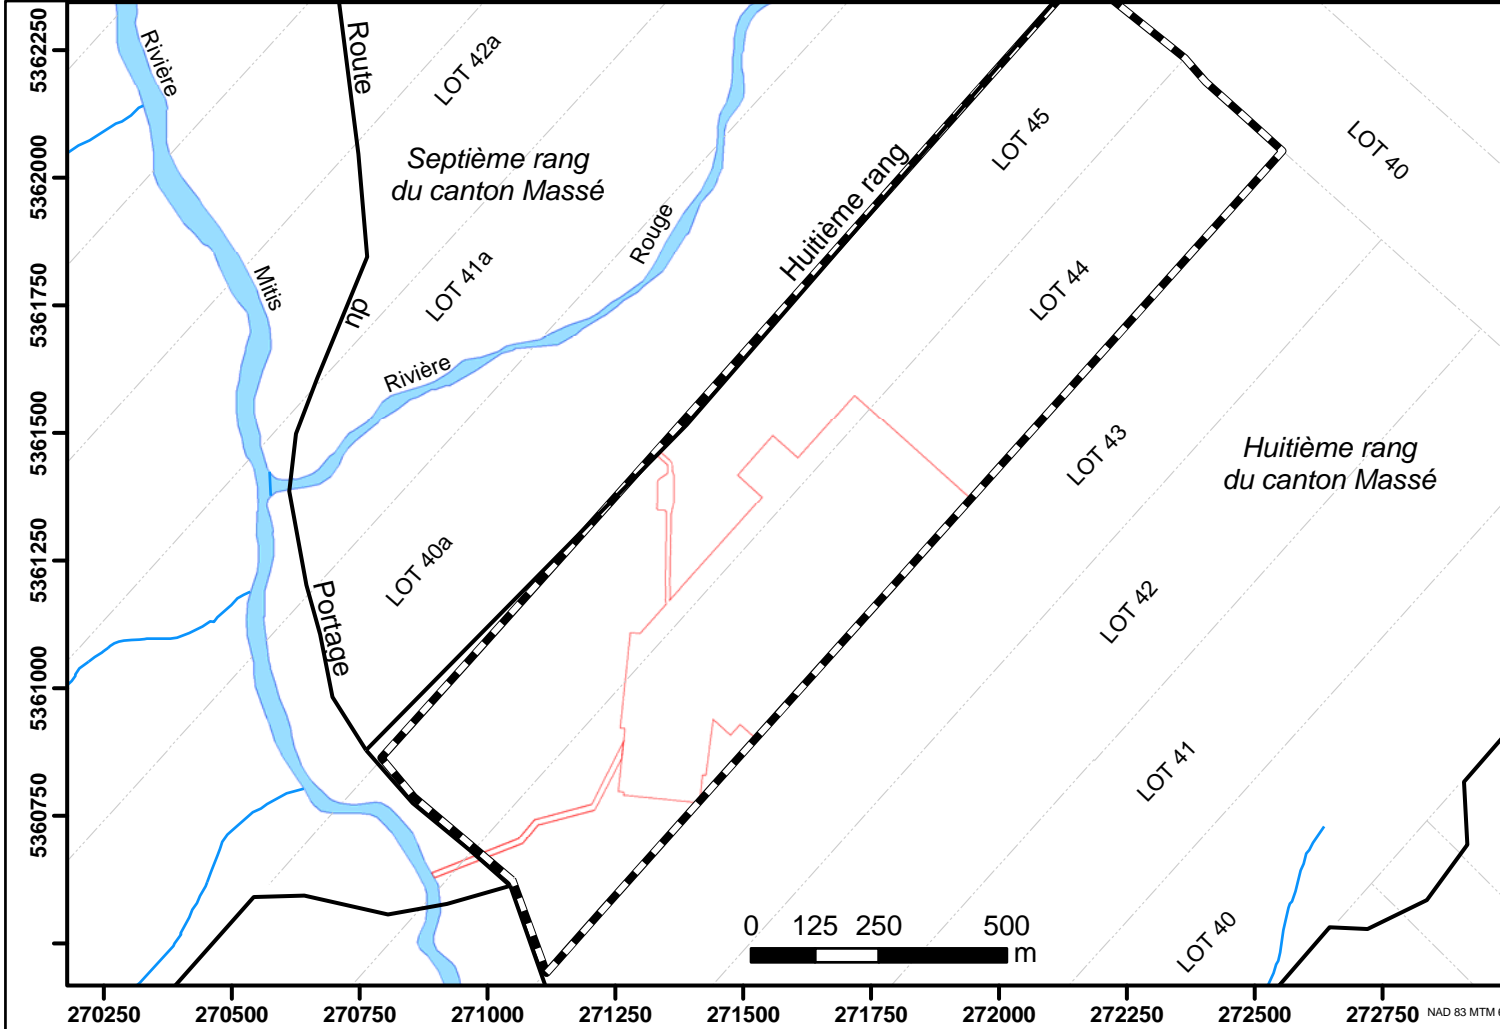 5362250
5362000
5361750
5361500
5361250
5361000
5360750
Rivière
Mitis
Route
du
Portage
LOT 42a
Septième rang
du canton Massé
LOT 41a
Rivière
Rouge
LOT 40a
Huitième rang
LOT 45
LOT 40
LOT 44
LOT 43
Huitième rang
du canton Massé
LOT 42
LOT 41
LOT 40
0 125 250 500
m
270250 270500 270750 271000 271250 271500 271750 272000 272250 272500 272750
NAD 83 MTM 6